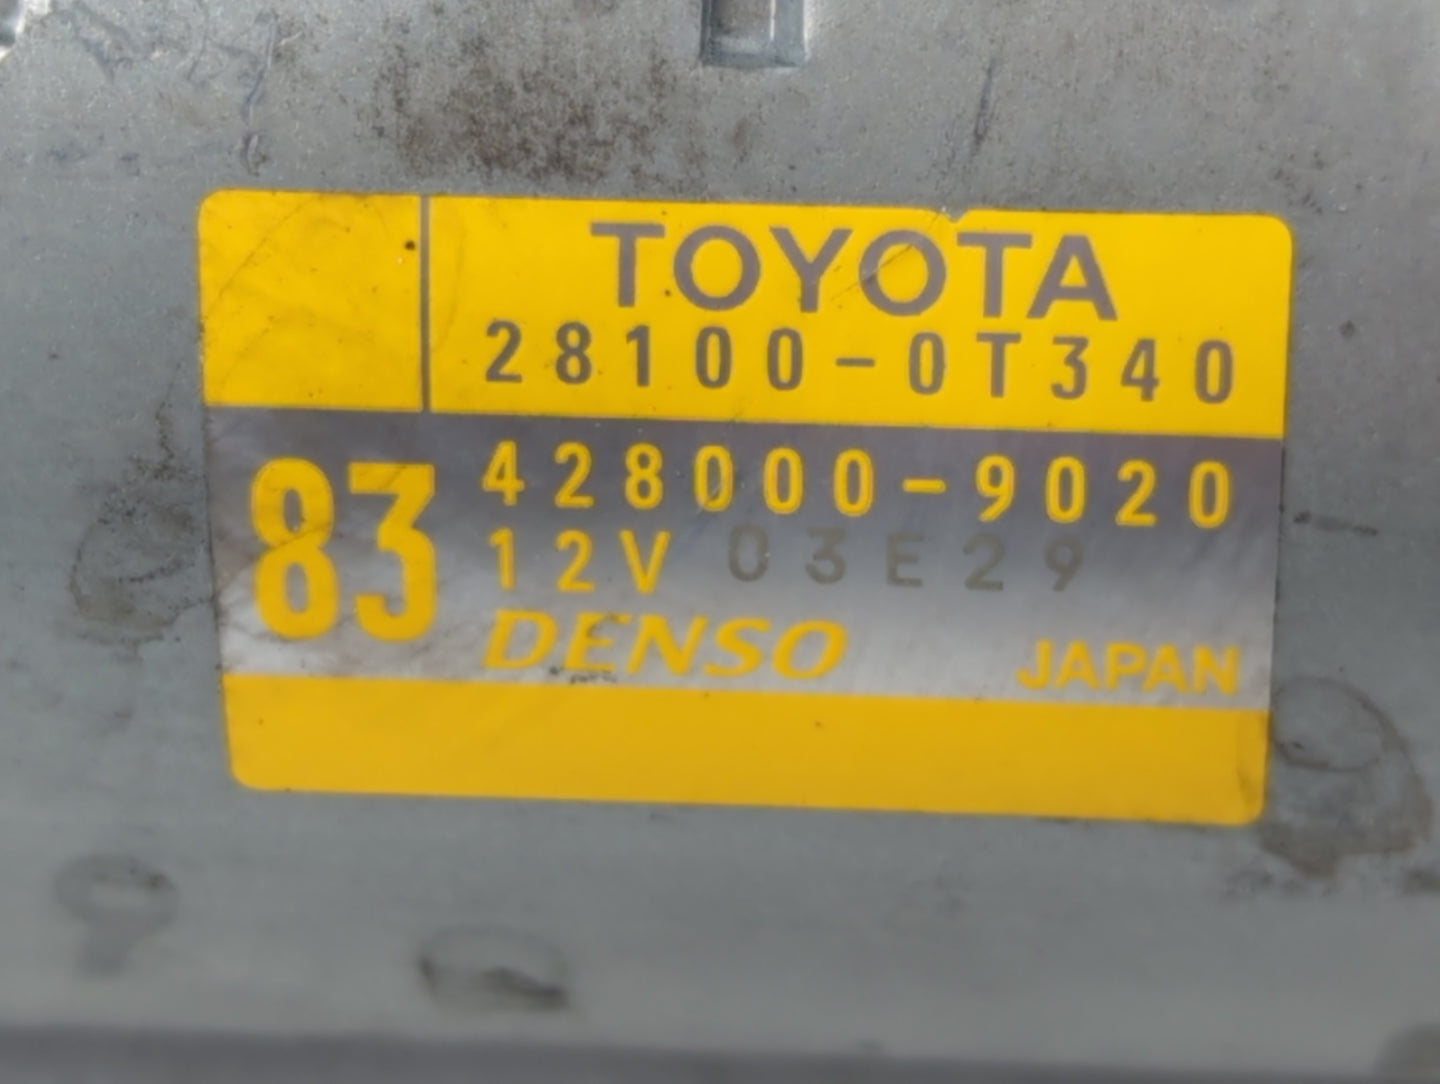 TOYOTA
28100-0T340
83
428000-9020
12V 03E29
DENSO JAPAN